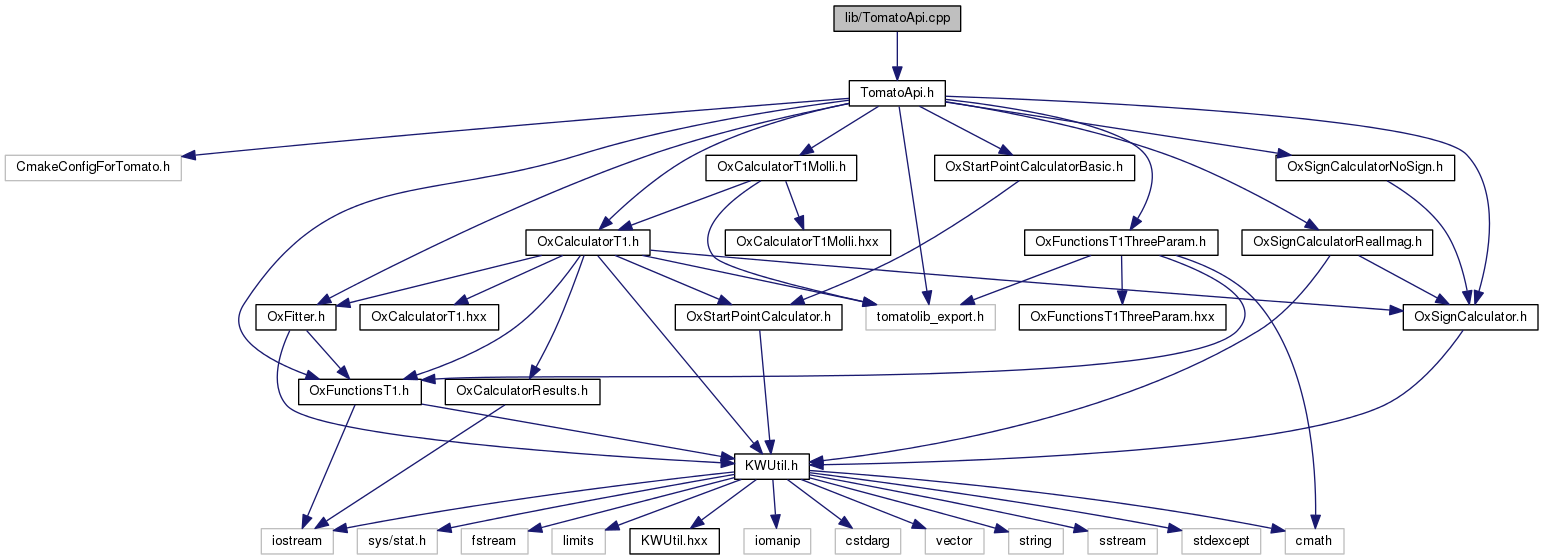 lib/TomatoApi.cpp
TomatoApi.h
CmakeConfigForTomato.h
OxCalculatorT1Molli.h
OxStartPointCalculatorBasic.h
OxSignCalculatorNoSign.h
OxCalculatorT1.h
OxCalculatorT1Molli.hxx
OxFunctionsT1ThreeParam.h
OxSignCalculatorRealImag.h
OxFitter.h
OxCalculatorT1.hxx
OxStartPointCalculator.h
tomatolib_export.h
OxFunctionsT1ThreeParam.hxx
OxSignCalculator.h
OxFunctionsT1.h
OxCalculatorResults.h
KWUtil.h
iostream
sys/stat.h
fstream
limits
KWUtil.hxx
iomanip
cstdarg
vector
string
sstream
stdexcept
cmath